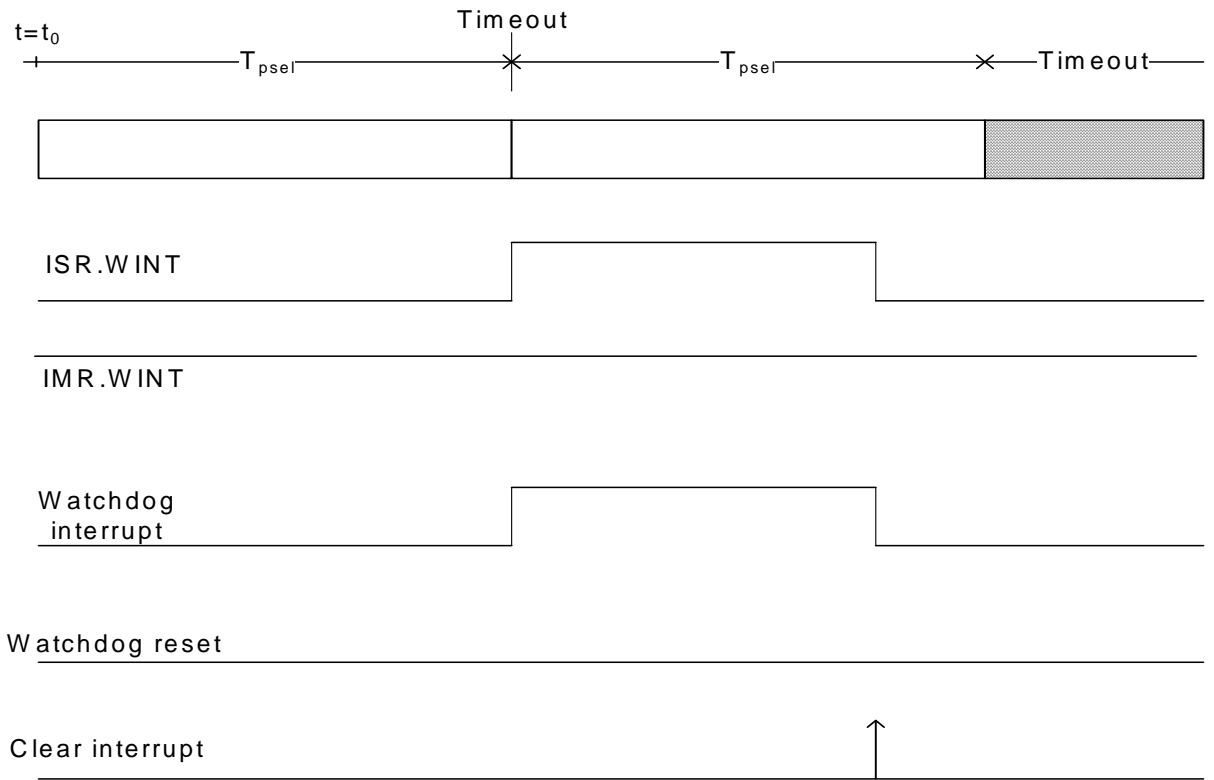 Timeout
t=t₀
Tₚₛₑₗ Tₚₛₑₗ Timeout
ISR.WINT
IMR.WINT
Watchdog
interrupt
Watchdog reset
Clear interrupt